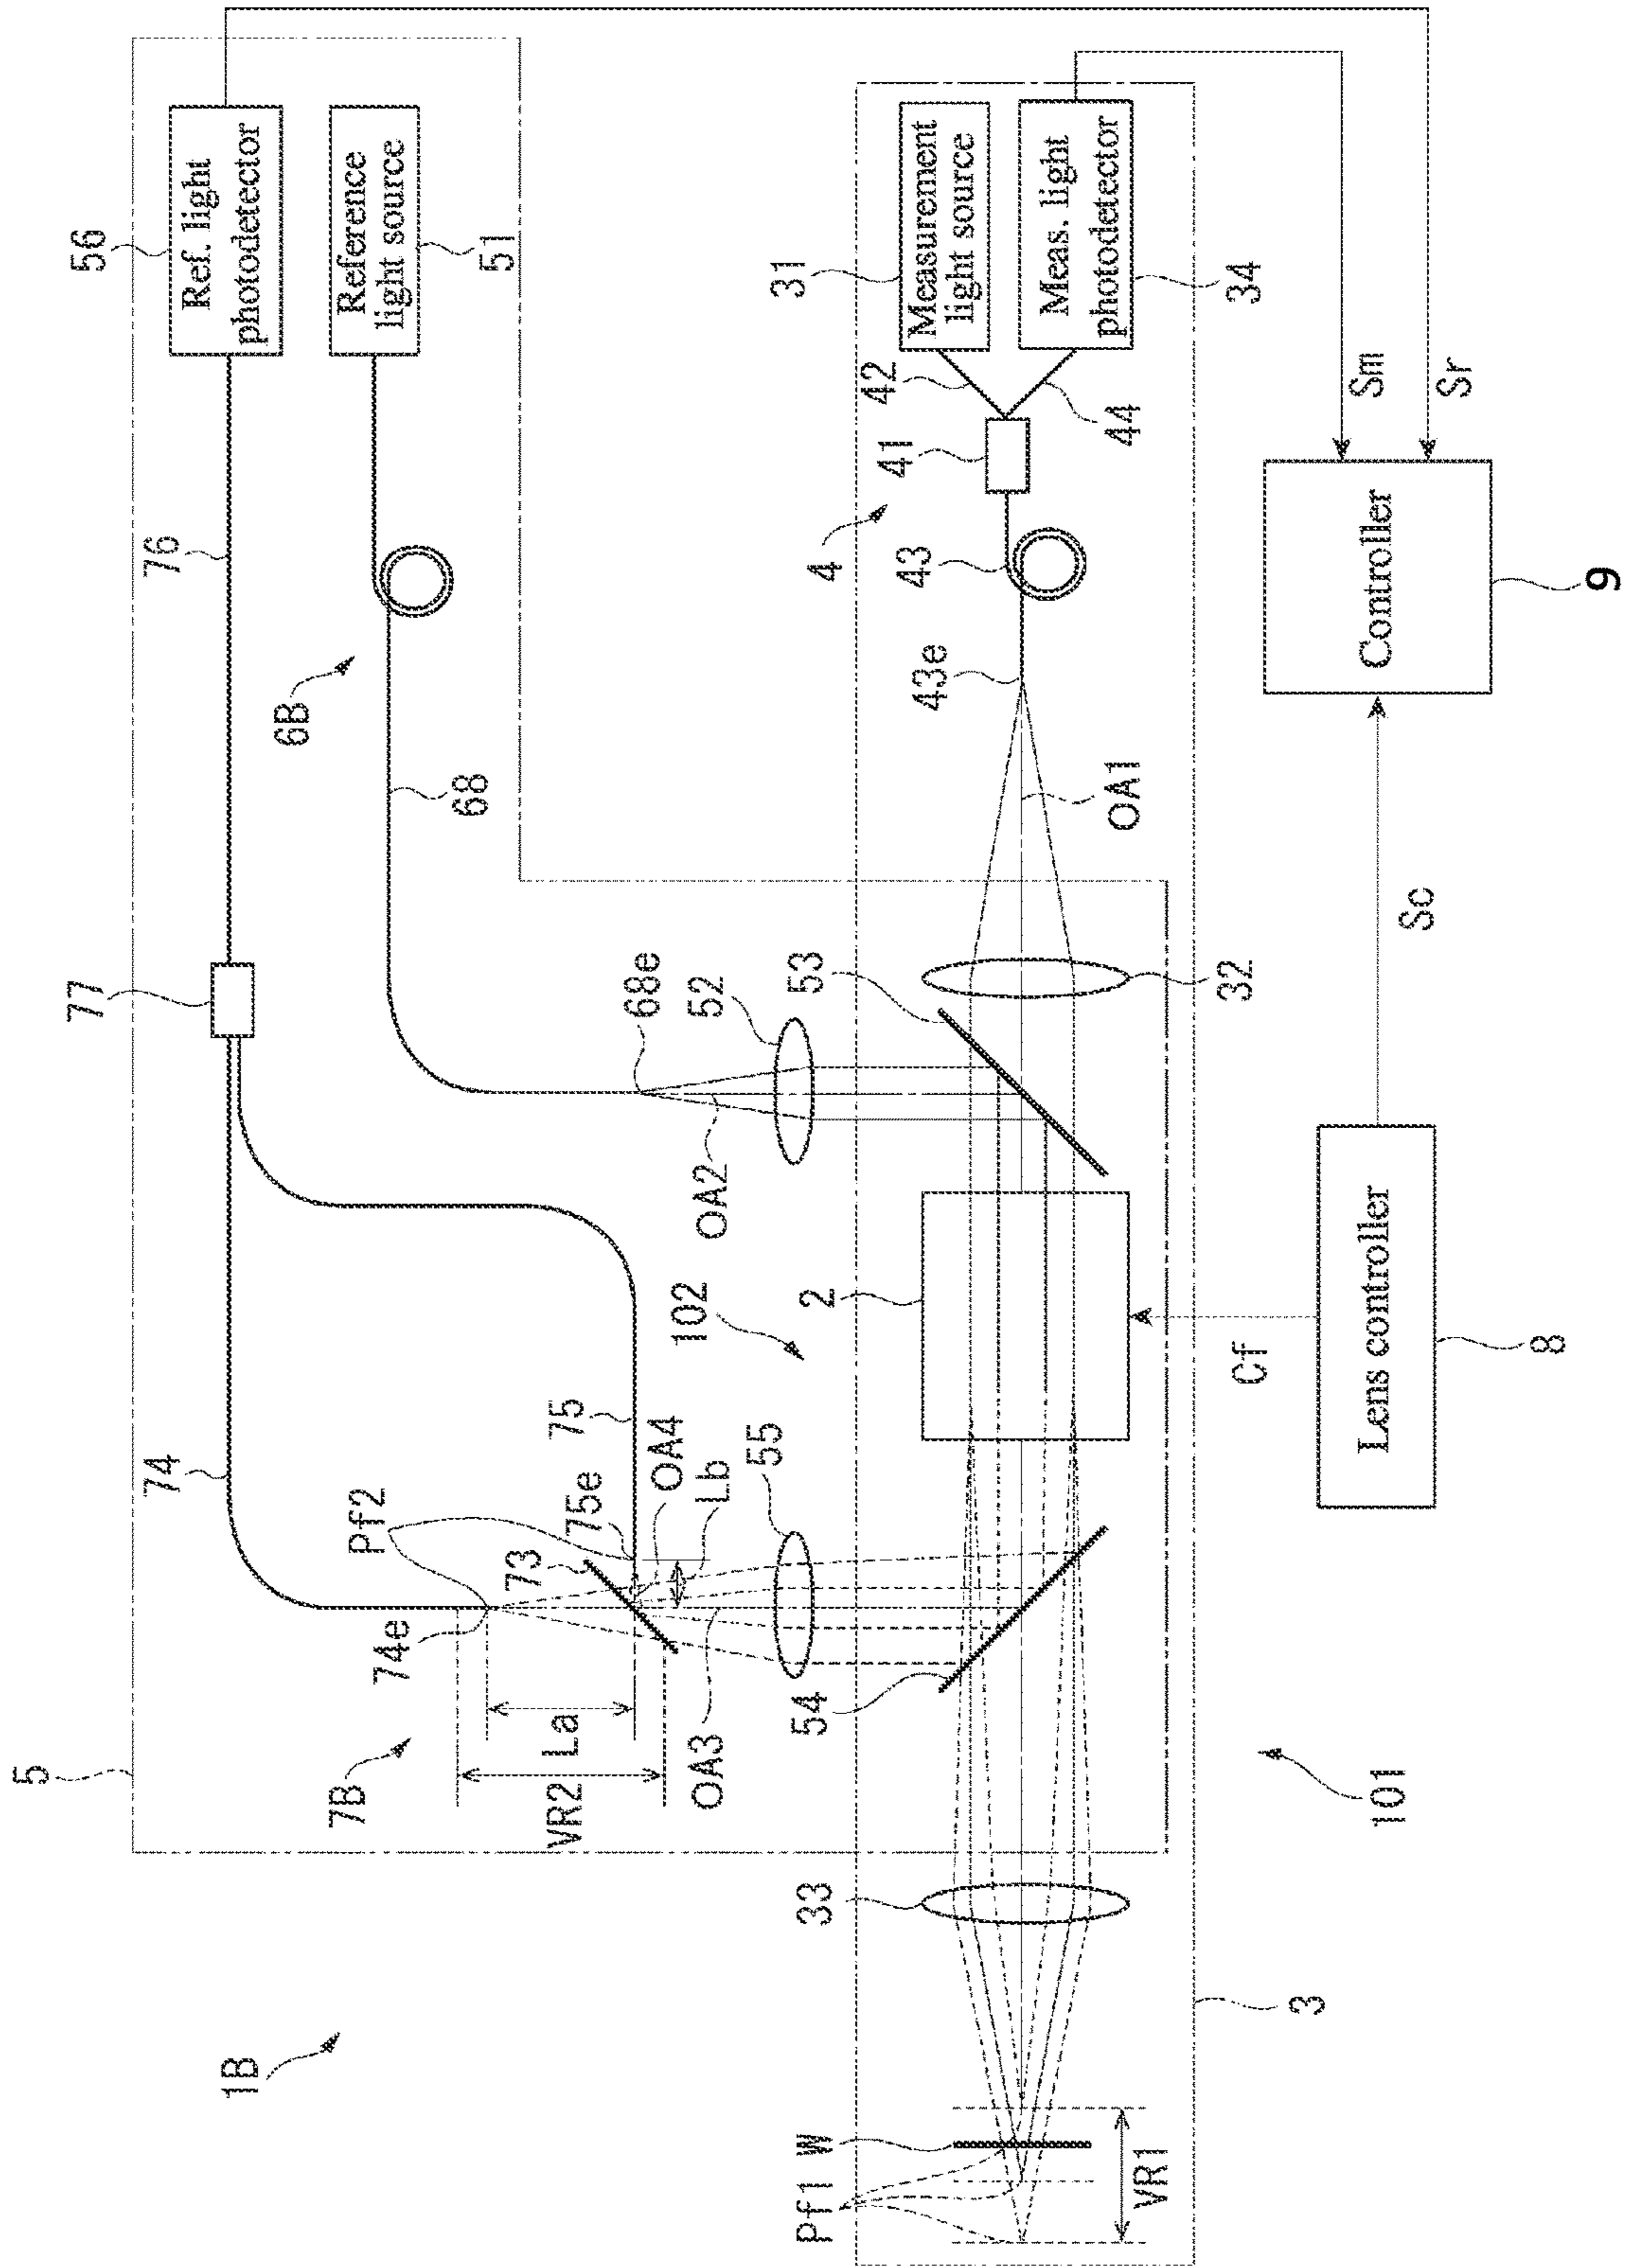 1B
5
7B
VR2
La
OA3
74e
Pf2
74
73
75e
75
OA4
Lb
55
54
102
OA2
68e
52
53
77
68
6B
76
56
Ref. light
photodetector
Reference
light source
51
Pf1
W
VR1
33
3
101
2
Cf
Lens controller
8
32
OA1
43e
43
4
41
42
44
31
Measurement
light source
Meas. light
photodetector
34
Sc
Controller
9
Sm
Sr